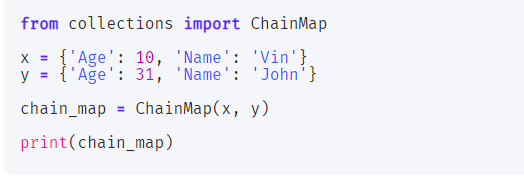 from collections import ChainMap
x = {'Age': 10, 'Name': 'Vin'}
y = {'Age': 31, 'Name': 'John'}
chain_map = ChainMap(x, y)
print(chain_map)